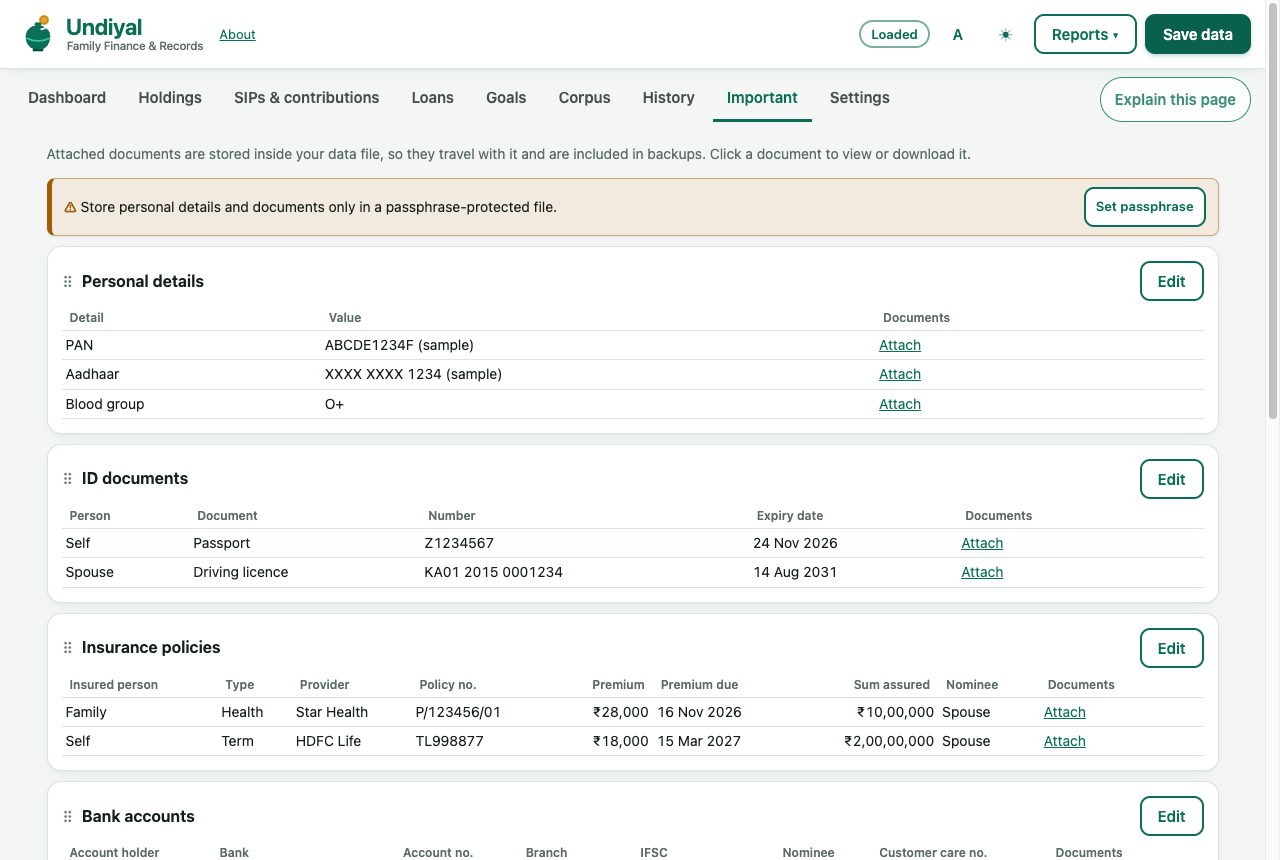 Undiyal
Family Finance & Records
About
Loaded
A
Reports ▾
Save data
Dashboard Holdings SIPs & contributions Loans Goals Corpus History Important Settings
Explain this page
Attached documents are stored inside your data file, so they travel with it and are included in backups. Click a document to view or download it.
⚠ Store personal details and documents only in a passphrase-protected file.
Set passphrase
Personal details
Edit
Detail Value Documents
PAN ABCDE1234F (sample) Attach
Aadhaar XXXX XXXX 1234 (sample) Attach
Blood group O+ Attach
ID documents
Edit
Person Document Number Expiry date Documents
Self Passport Z1234567 24 Nov 2026 Attach
Spouse Driving licence KA01 2015 0001234 14 Aug 2031 Attach
Insurance policies
Edit
Insured person Type Provider Policy no. Premium Premium due Sum assured Nominee Documents
Family Health Star Health P/123456/01 ₹28,000 16 Nov 2026 ₹10,00,000 Spouse Attach
Self Term HDFC Life TL998877 ₹18,000 15 Mar 2027 ₹2,00,00,000 Spouse Attach
Bank accounts
Edit
Account holder Bank Account no. Branch IFSC Nominee Customer care no. Documents